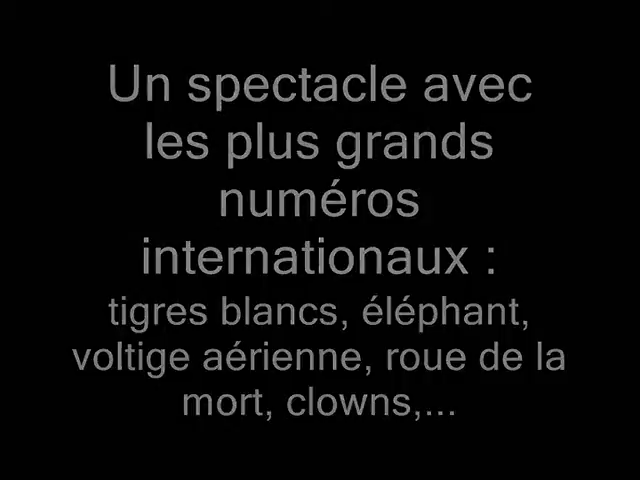 Un spectacle avec
les plus grands
numéros
internationaux :
tigres blancs, éléphant,
voltige aérienne, roue de la
mort, clowns,...